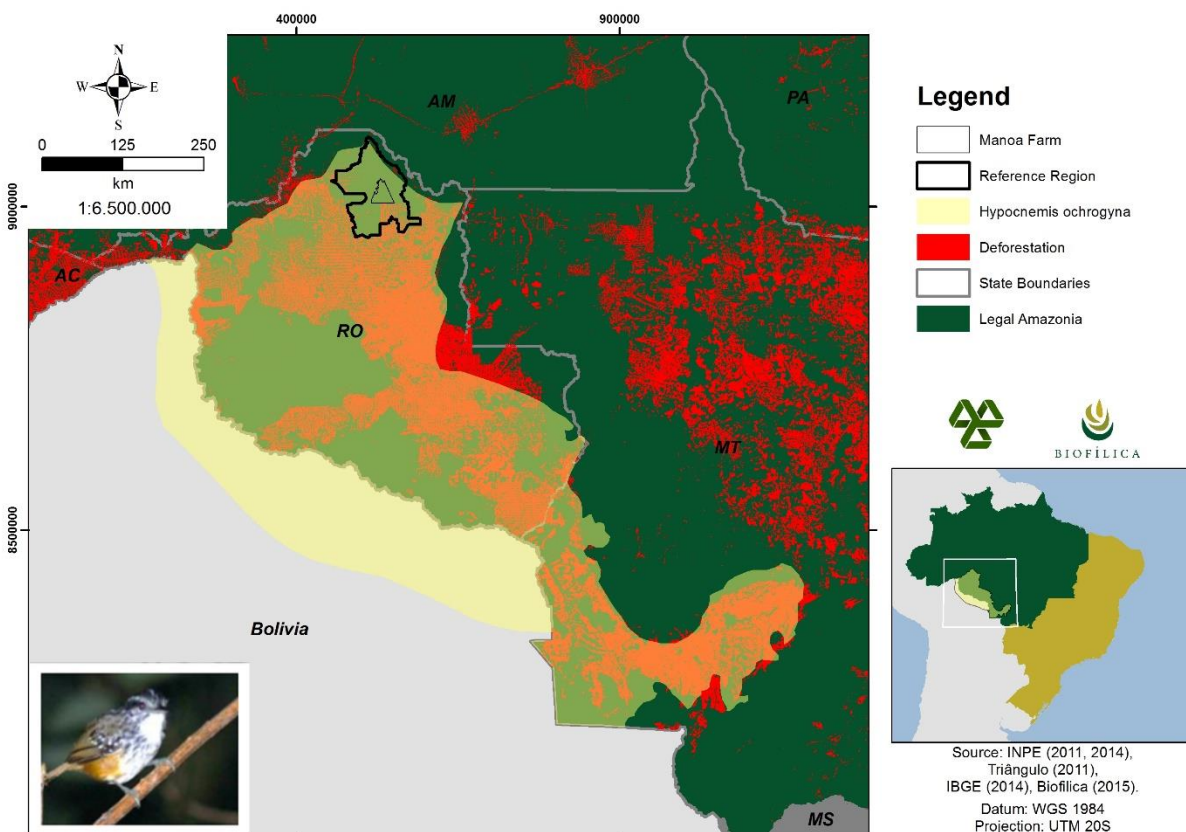 400000
900000
N
W E
S
0 125 250
km
1:6.500.000
9000000
8500000
AM
PA
AC
RO
MT
Bolivia
MS
Legend
Manoa Farm
Reference Region
Hypocnemis ochrogyna
Deforestation
State Boundaries
Legal Amazonia
BIOFÍLICA
Source: INPE (2011, 2014),
Triângulo (2011),
IBGE (2014), Biofílica (2015).
Datum: WGS 1984
Projection: UTM 20S